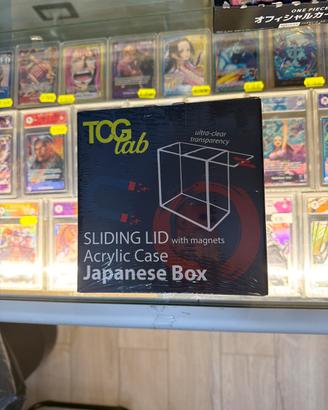 ONE PIECE
オフィシャルカー
TOG
lab
ultra-clear
transparency
SLIDING LID with magnets
Acrylic Case
Japanese Box